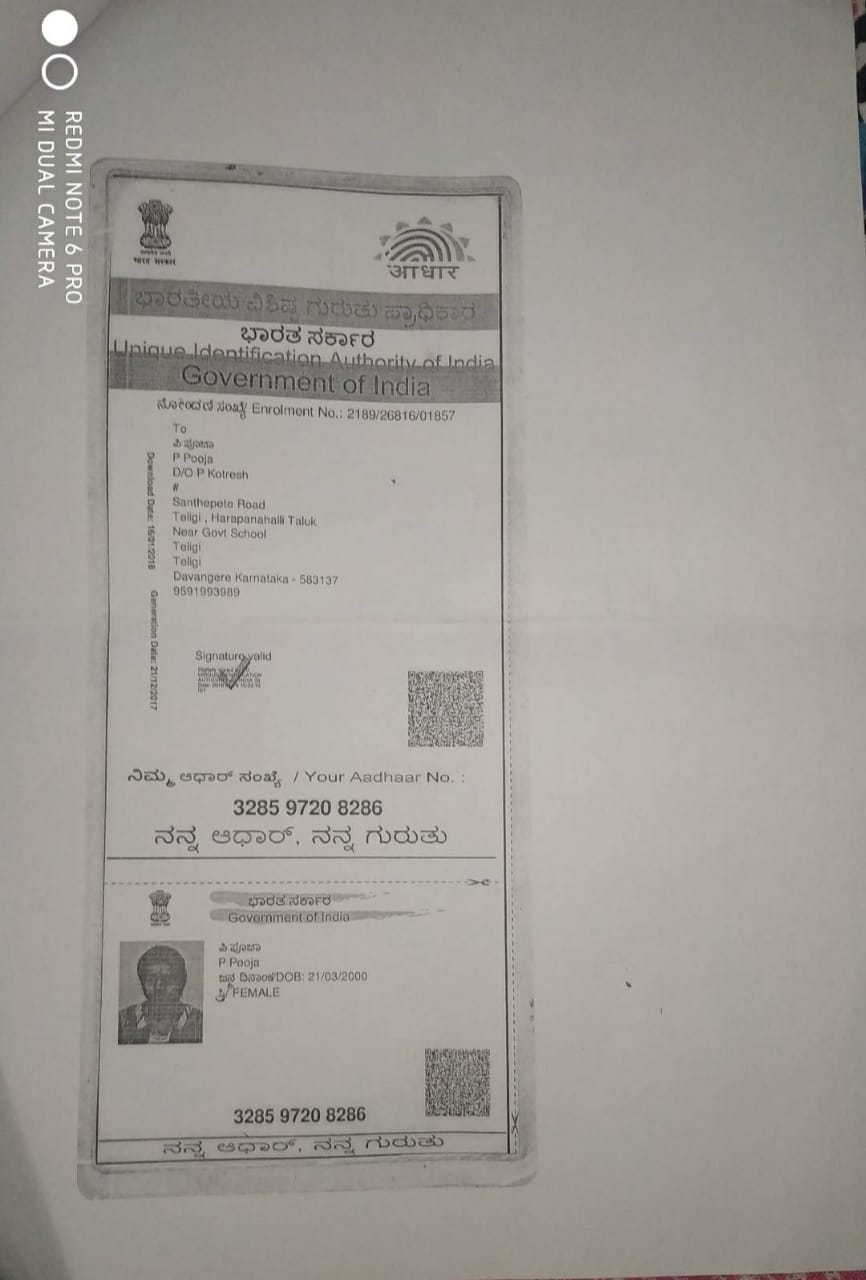 REDMI NOTE 6 PRO
MI DUAL CAMERA
भारत सरकार
आधार
ಭಾರತೀಯ ವಿಶಿಷ್ಟ ಗುರುತು ಪ್ರಾಧಿಕಾರ
ಭಾರತ ಸರ್ಕಾರ
Unique Identification Authority of India
Government of India
ನೋಂದಣಿ ಸಂಖ್ಯೆ/ Enrolment No.: 2189/26816/01857
To
ಪಿ ಪೂಜಾ
P Pooja
D/O P Kotresh
#
Santhepete Road
Teligi , Harapanahalli Taluk
Near Govt School
Teligi
Teligi
Davangere Karnataka - 583137
9591993989
Download Date: 16/01/2018
Generation Date: 21/12/2017
Signature valid
ನಿಮ್ಮ ಆಧಾರ್ ಸಂಖ್ಯೆ / Your Aadhaar No. :
3285 9720 8286
ನನ್ನ ಆಧಾರ್, ನನ್ನ ಗುರುತು
ಭಾರತ ಸರ್ಕಾರ
Government of India
ಪಿ ಪೂಜಾ
P Pooja
ಜನ್ಮ ದಿನಾಂಕ/DOB: 21/03/2000
ಸ್ತ್ರೀ/ FEMALE
3285 9720 8286
ನನ್ನ ಆಧಾರ್, ನನ್ನ ಗುರುತು